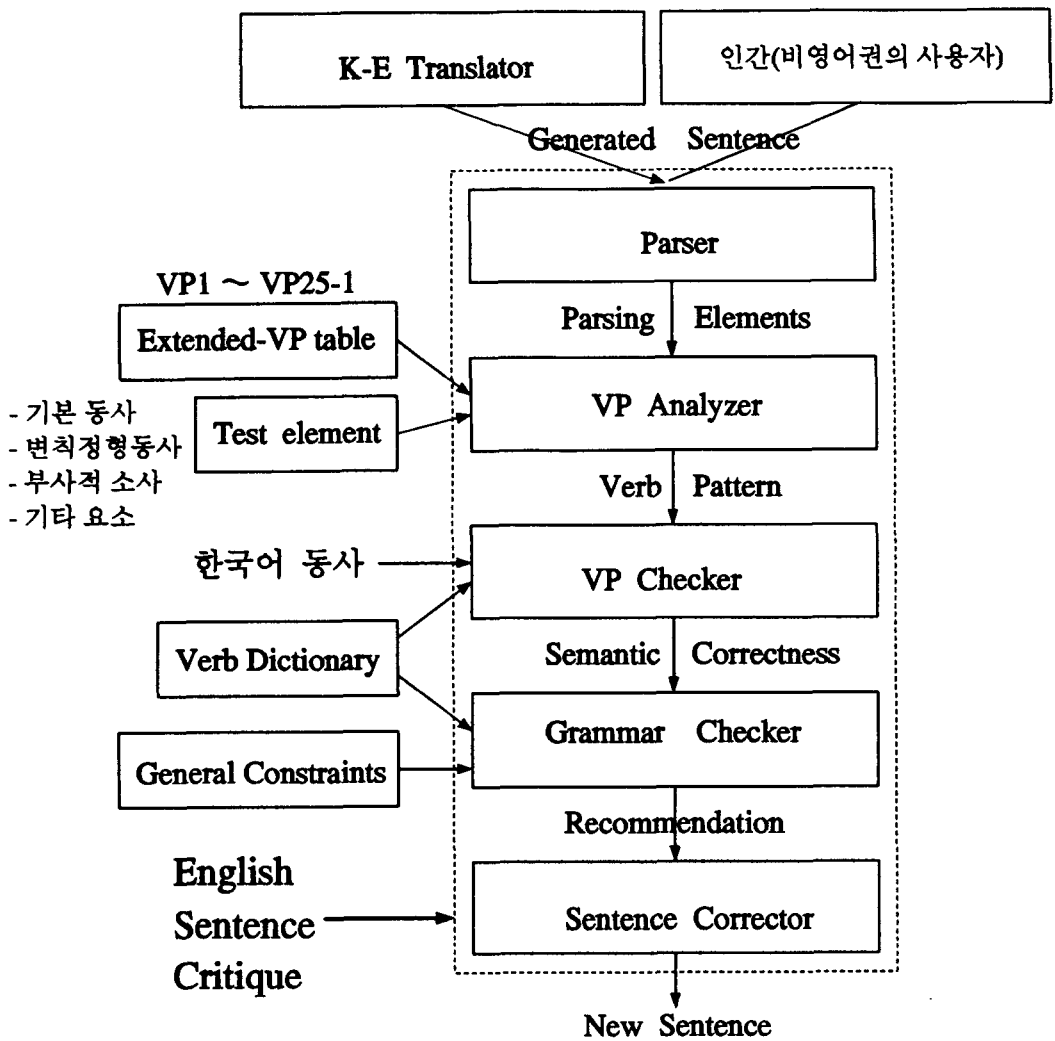 K-E Translator
인간(비영어권의 사용자)
Generated Sentence
Parser
VP1 ～ VP25-1
Parsing Elements
Extended-VP table
VP Analyzer
- 기본 동사
- 변칙정형동사
- 부사적 소사
- 기타 요소
Test element
Verb Pattern
한국어 동사
VP Checker
Verb Dictionary
Semantic Correctness
Grammar Checker
General Constraints
Recommendation
English
Sentence
Critique
Sentence Corrector
New Sentence